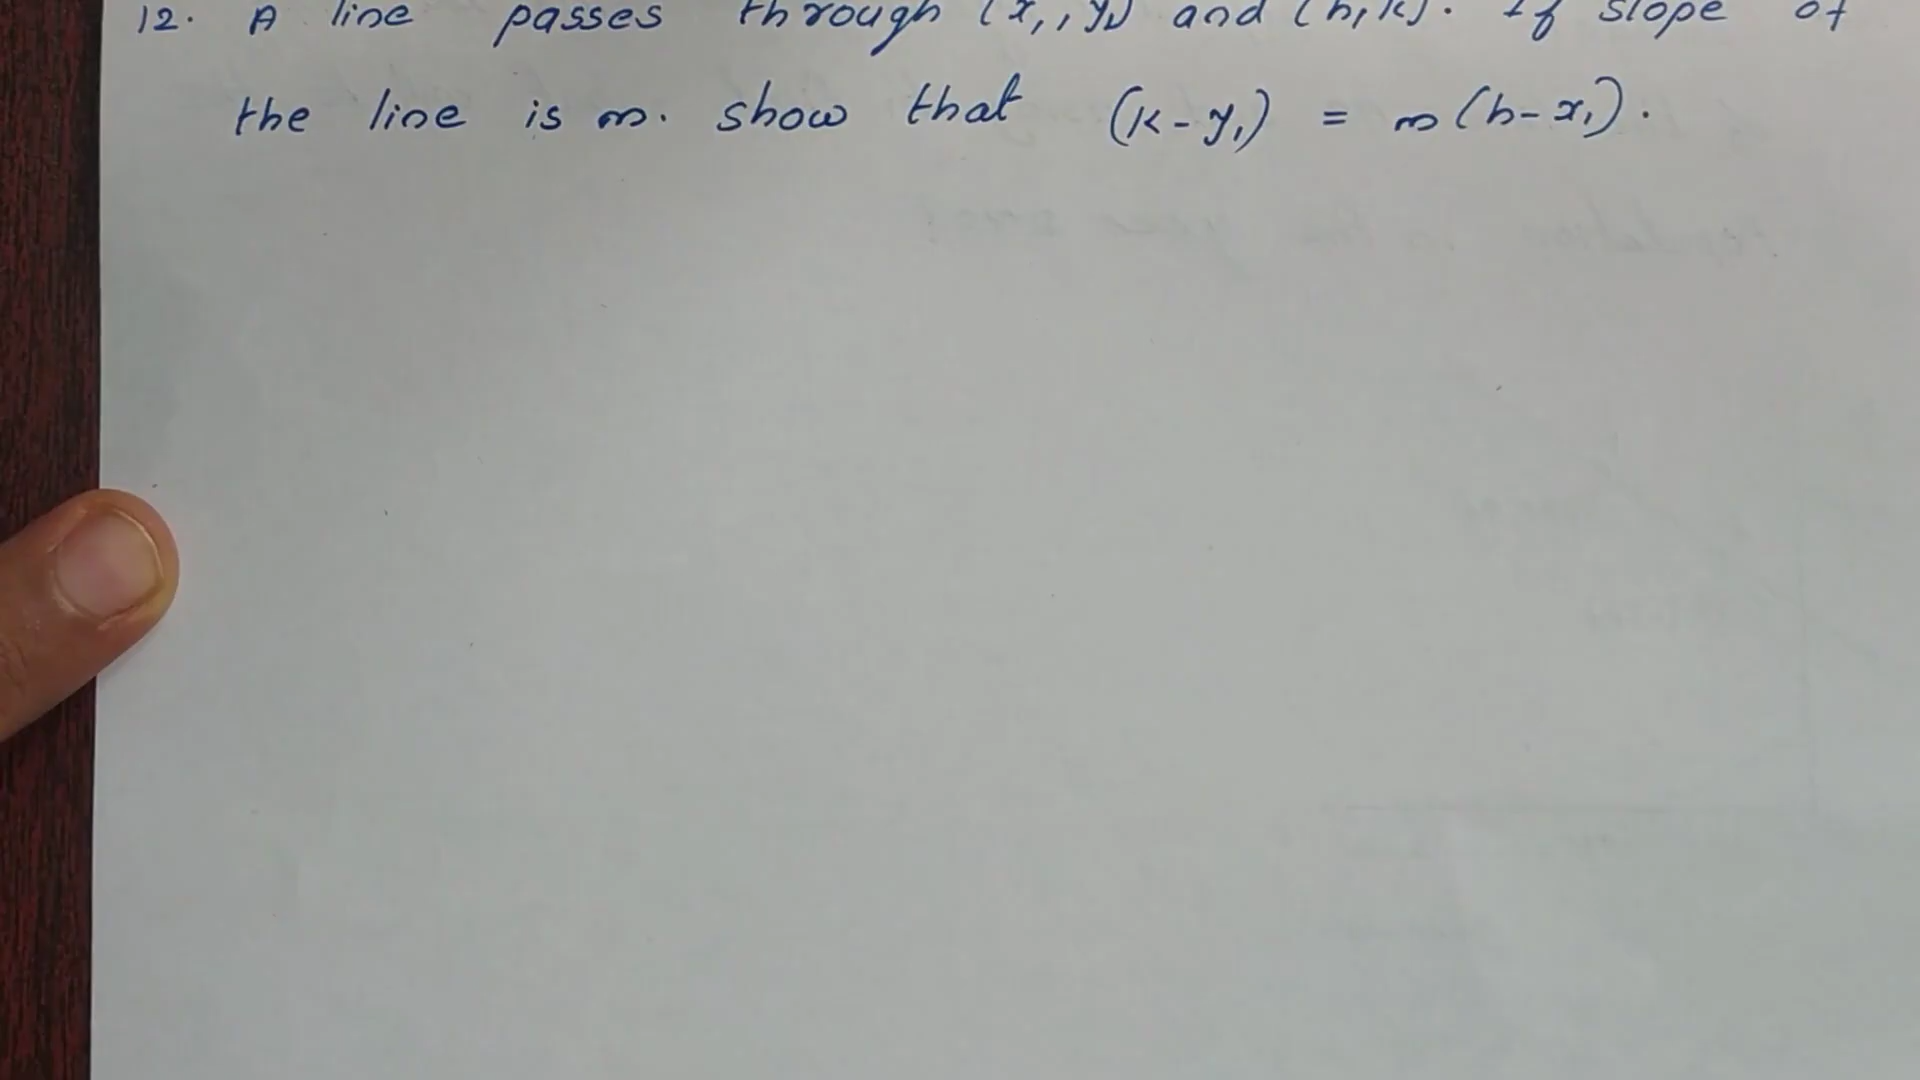 12. A line passes through (x₁, y₁) and (h, k). If slope of
the line is m. show that (k - y₁) = m (h - x₁).